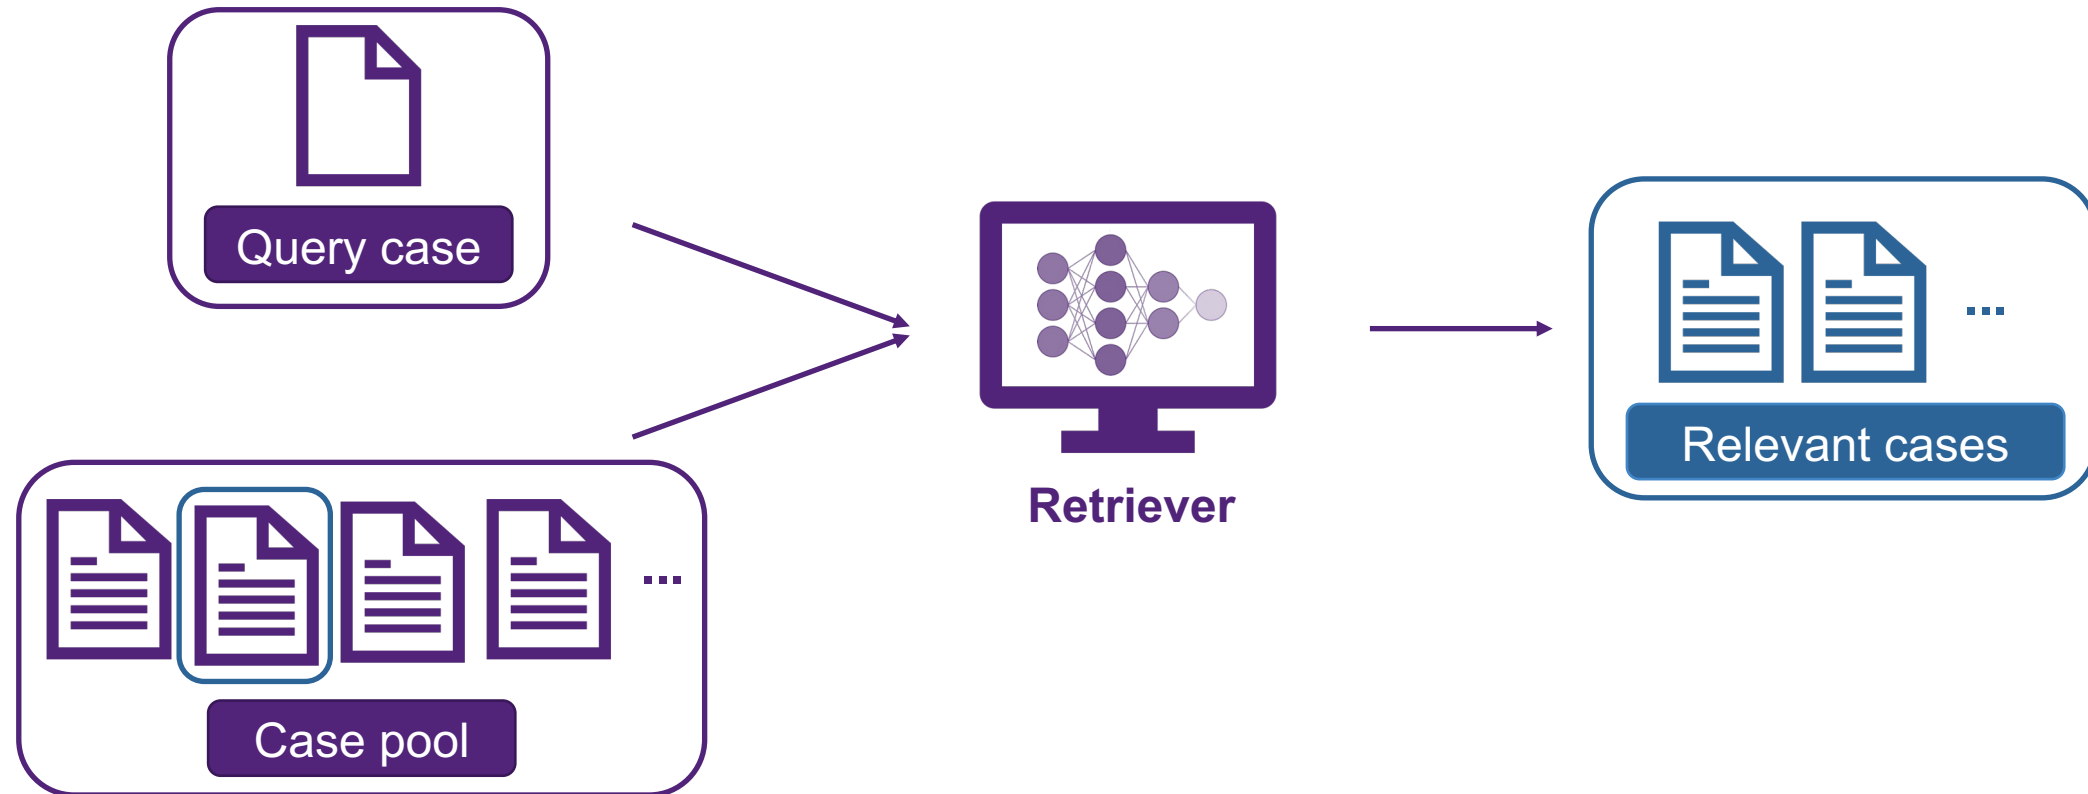 Query case
Retriever
Relevant cases
...
Case pool
...